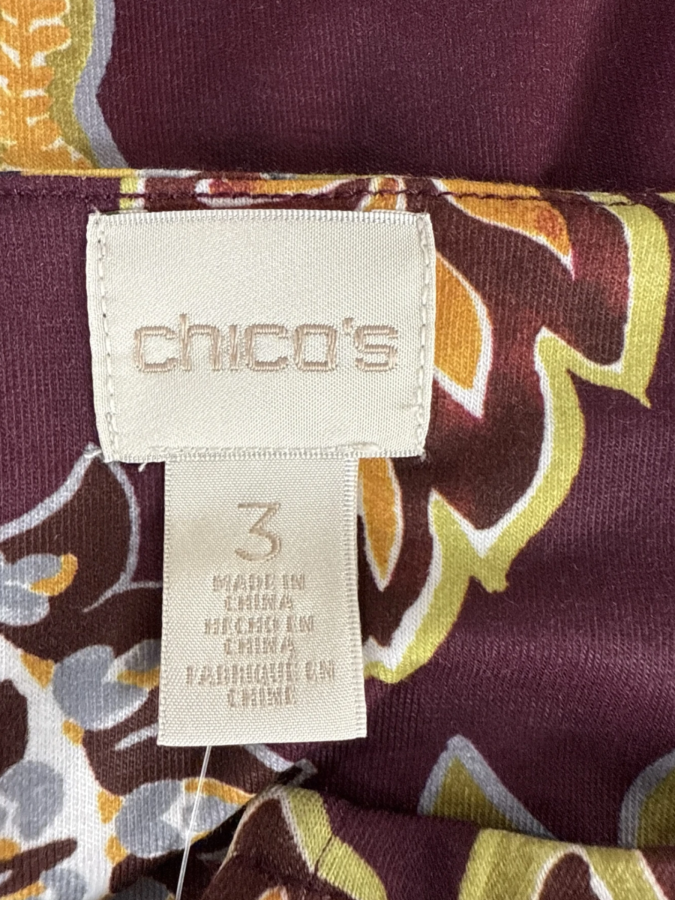 chico's
3
MADE IN
CHINA
HECHO EN
CHINA
FABRIQUE EN
CHINE